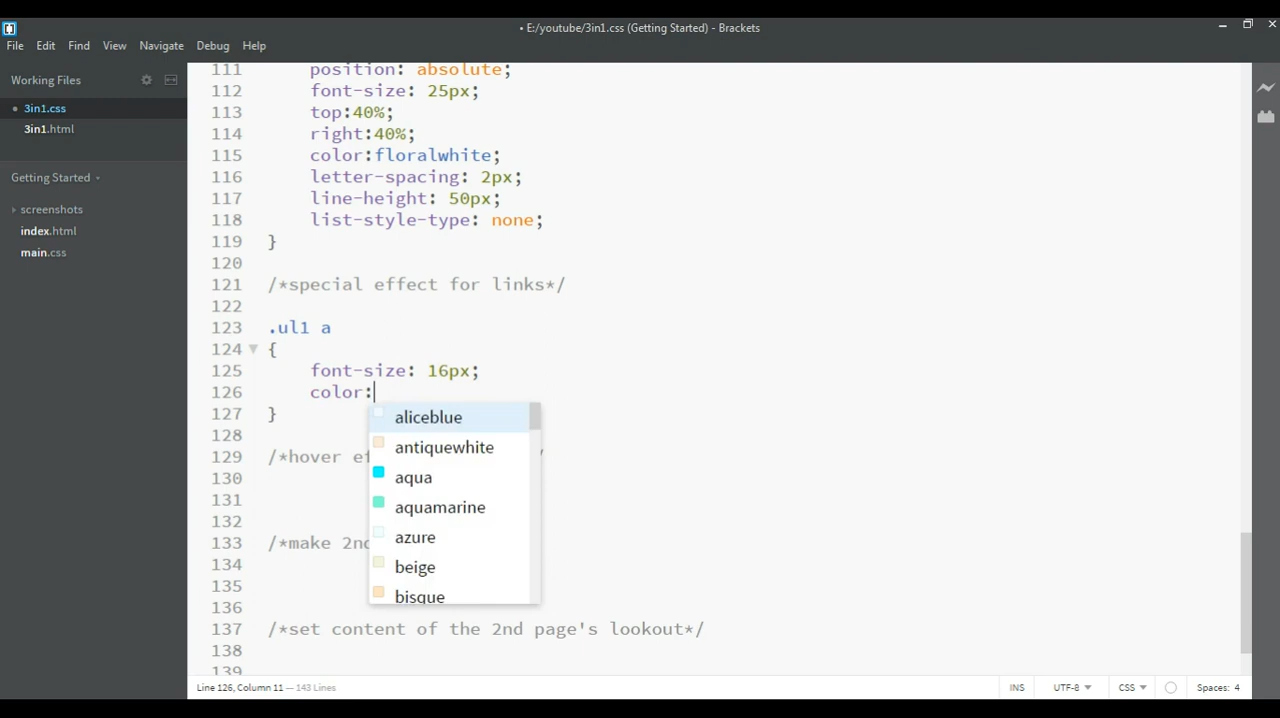 • E:/youtube/3in1.css (Getting Started) - Brackets
File Edit Find View Navigate Debug Help
Working Files
• 3in1.css
3in1.html
Getting Started
screenshots
index.html
main.css
111 position: absolute;
112 font-size: 25px;
113 top:40%;
114 right:40%;
115 color:floralwhite;
116 letter-spacing: 2px;
117 line-height: 50px;
118 list-style-type: none;
119 }
120
121 /*special effect for links*/
122
123 .ul1 a
124 {
125 font-size: 16px;
126 color:
127 }
128
129 /*hover
130
131
132
133 /*make
134
135
136
137 /*set content of the 2nd page's lookout*/
138
139
aliceblue
antiquewhite
aqua
aquamarine
azure
beige
bisque
Line 126, Column 11 — 143 Lines
INS UTF-8 CSS Spaces: 4